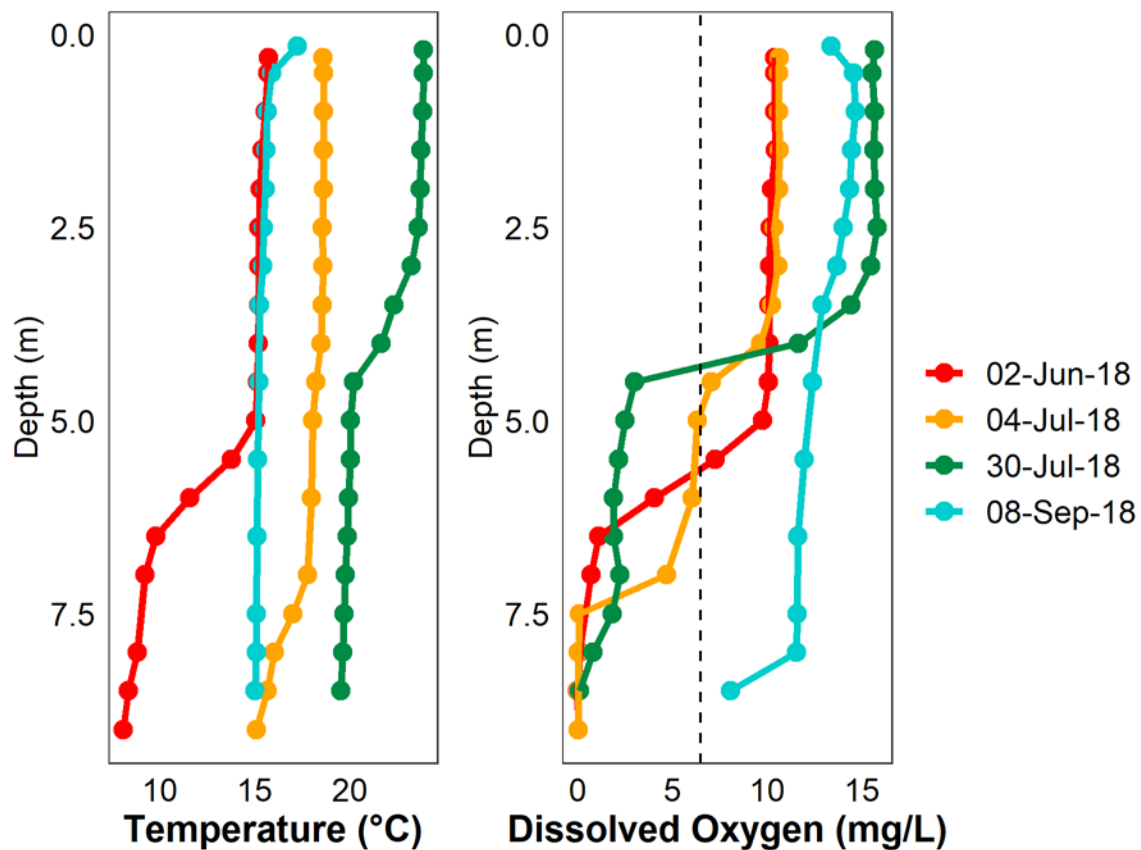 0.0
2.5
5.0
7.5
Depth (m)
10 15 20
Temperature (°C)
0.0
2.5
5.0
7.5
Depth (m)
0 5 10 15
Dissolved Oxygen (mg/L)
02-Jun-18
04-Jul-18
30-Jul-18
08-Sep-18